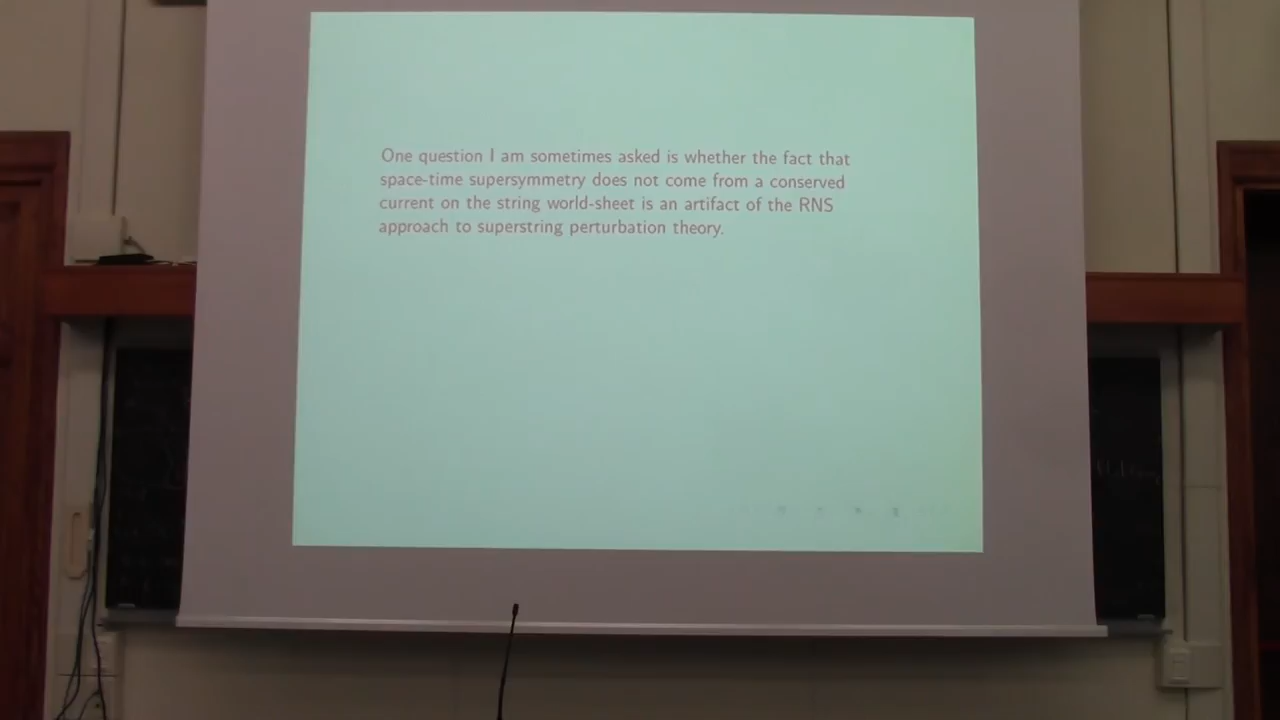 One question I am sometimes asked is whether the fact that
space-time supersymmetry does not come from a conserved
current on the string world-sheet is an artifact of the RNS
approach to superstring perturbation theory.